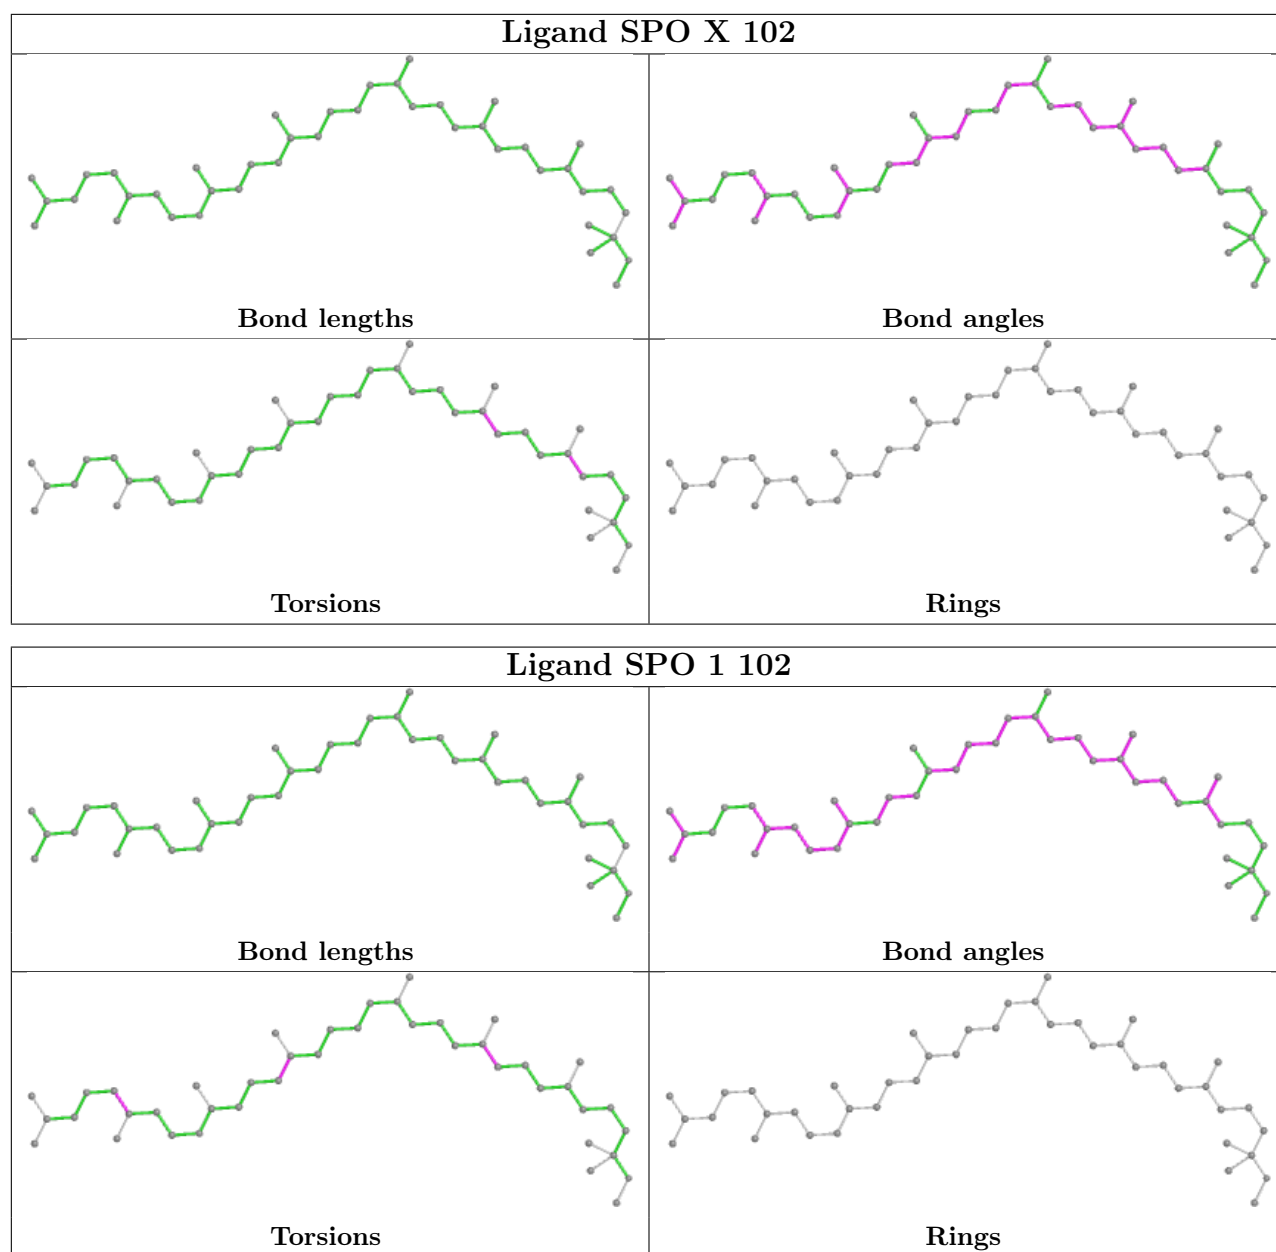 Ligand SPO X 102
Bond lengths
Bond angles
Torsions
Rings
Ligand SPO 1 102
Bond lengths
Bond angles
Torsions
Rings